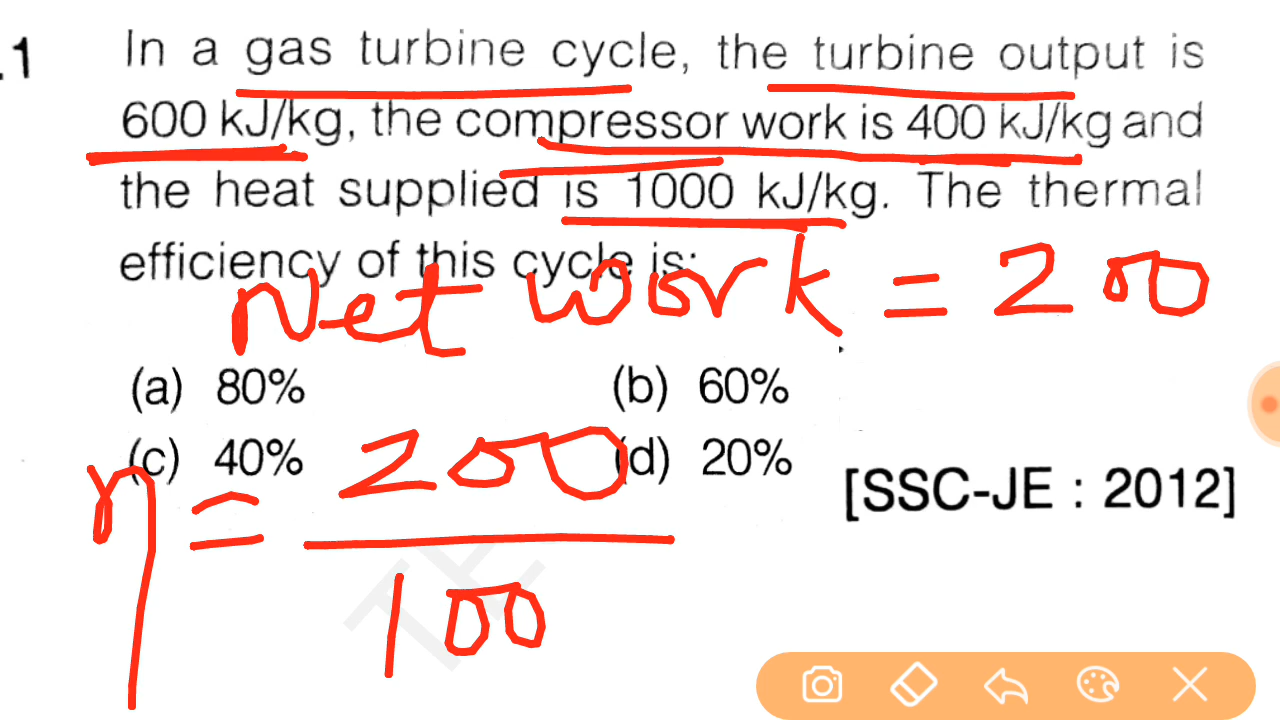 .1 In a gas turbine cycle, the turbine output is
600 kJ/kg, the compressor work is 400 kJ/kg and
the heat supplied is 1000 kJ/kg. The thermal
efficiency of this cycle is:
Net work = 200
(a) 80% (b) 60%
(c) 40% (d) 20%
[SSC-JE : 2012]
η = 200
100